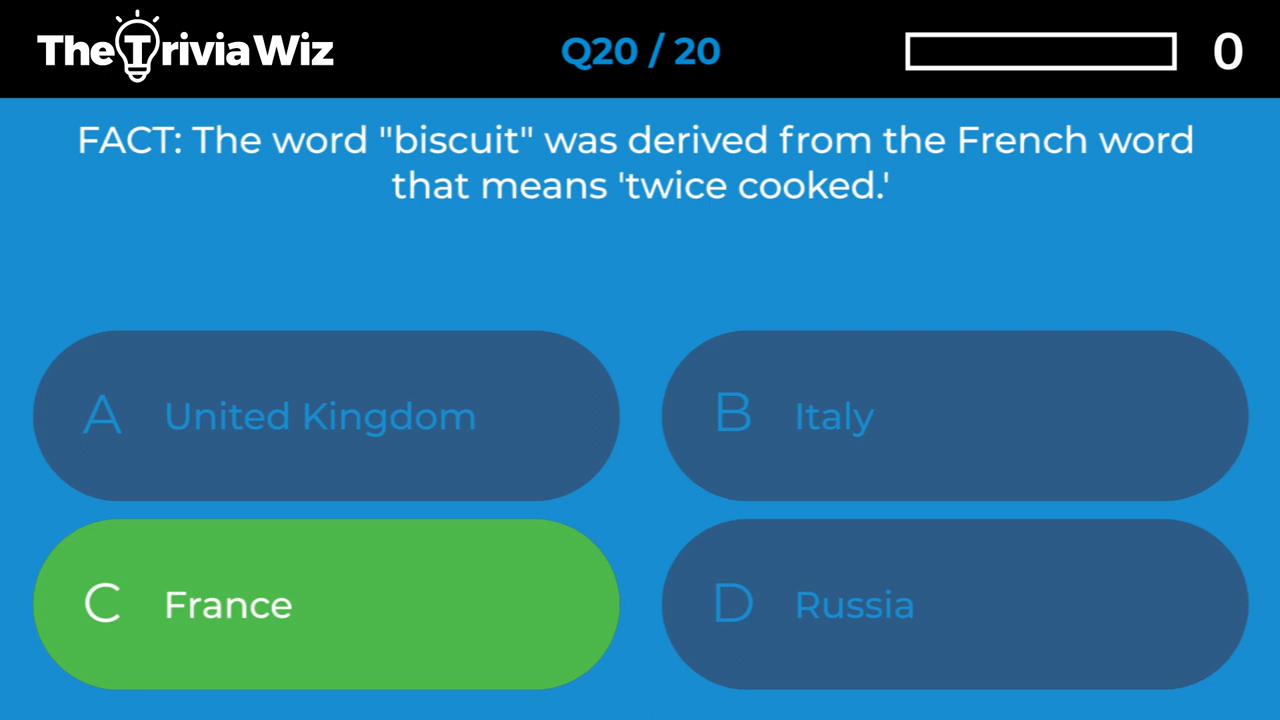 The Trivia Wiz
Q20 / 20
0
FACT: The word "biscuit" was derived from the French word
that means 'twice cooked.'
A United Kingdom
B Italy
C France
D Russia